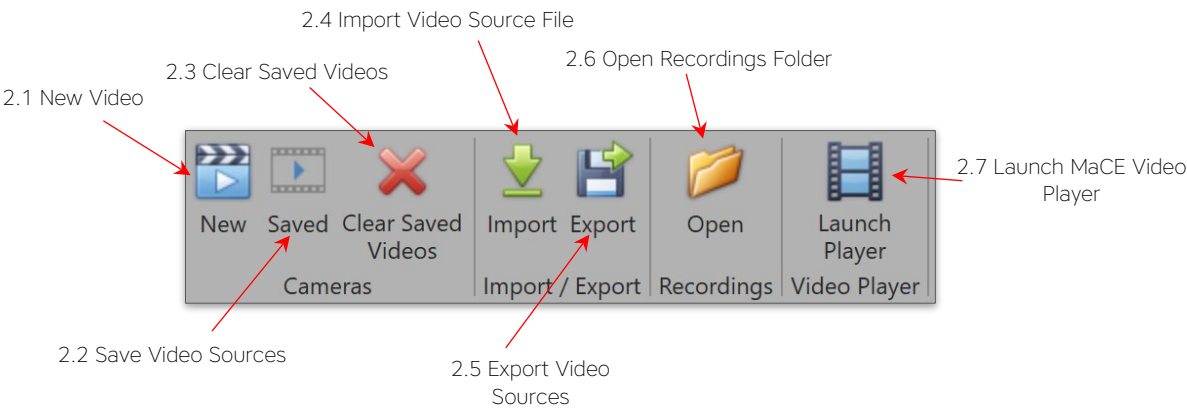 2.4 Import Video Source File
2.6 Open Recordings Folder
2.3 Clear Saved Videos
2.1 New Video
2.7 Launch MaCE Video
Player
New
Saved
Clear Saved
Videos
Import
Export
Open
Launch
Player
Cameras
Import / Export
Recordings
Video Player
2.2 Save Video Sources
2.5 Export Video
Sources